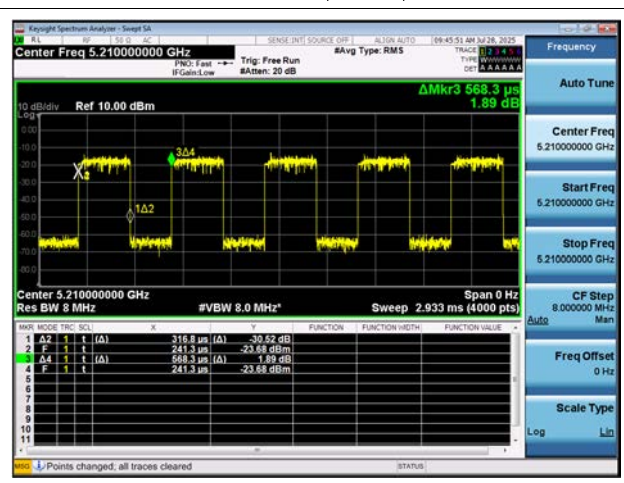 Keysight Spectrum Analyzer - Swept SA
RL RF 50 Ω AC SENSE:INT SOURCE OFF ALIGN AUTO 09:45:51 AM Jul 28, 2025
Center Freq 5.210000000 GHz #Avg Type: RMS TRACE 1 2 3 4 5 6
PNO: Fast Trig: Free Run TYPE WWWWWW
IFGain:Low #Atten: 20 dB DET A A A A A A
ΔMkr3 568.3 µs
10 dB/div Ref 10.00 dBm 1.89 dB
Log
0.00
-10.0
-20.0
-30.0
-40.0
-50.0
-60.0
-70.0
-80.0
3Δ4
1Δ2
Center 5.210000000 GHz Span 0 Hz
Res BW 8 MHz #VBW 8.0 MHz* Sweep 2.933 ms (4000 pts)
MKR MODE TRC SCL X Y FUNCTION FUNCTION WIDTH FUNCTION VALUE
1 Δ2 1 t (Δ) 316.8 µs (Δ) -30.52 dB
2 F 1 t 241.3 µs -23.68 dBm
3 Δ4 1 t (Δ) 568.3 µs (Δ) 1.89 dB
4 F 1 t 241.3 µs -23.68 dBm
5
6
7
8
9
10
11
MSG Points changed; all traces cleared STATUS
Frequency
Auto Tune
Center Freq
5.210000000 GHz
Start Freq
5.210000000 GHz
Stop Freq
5.210000000 GHz
CF Step
8.000000 MHz
Auto Man
Freq Offset
0 Hz
Scale Type
Log Lin